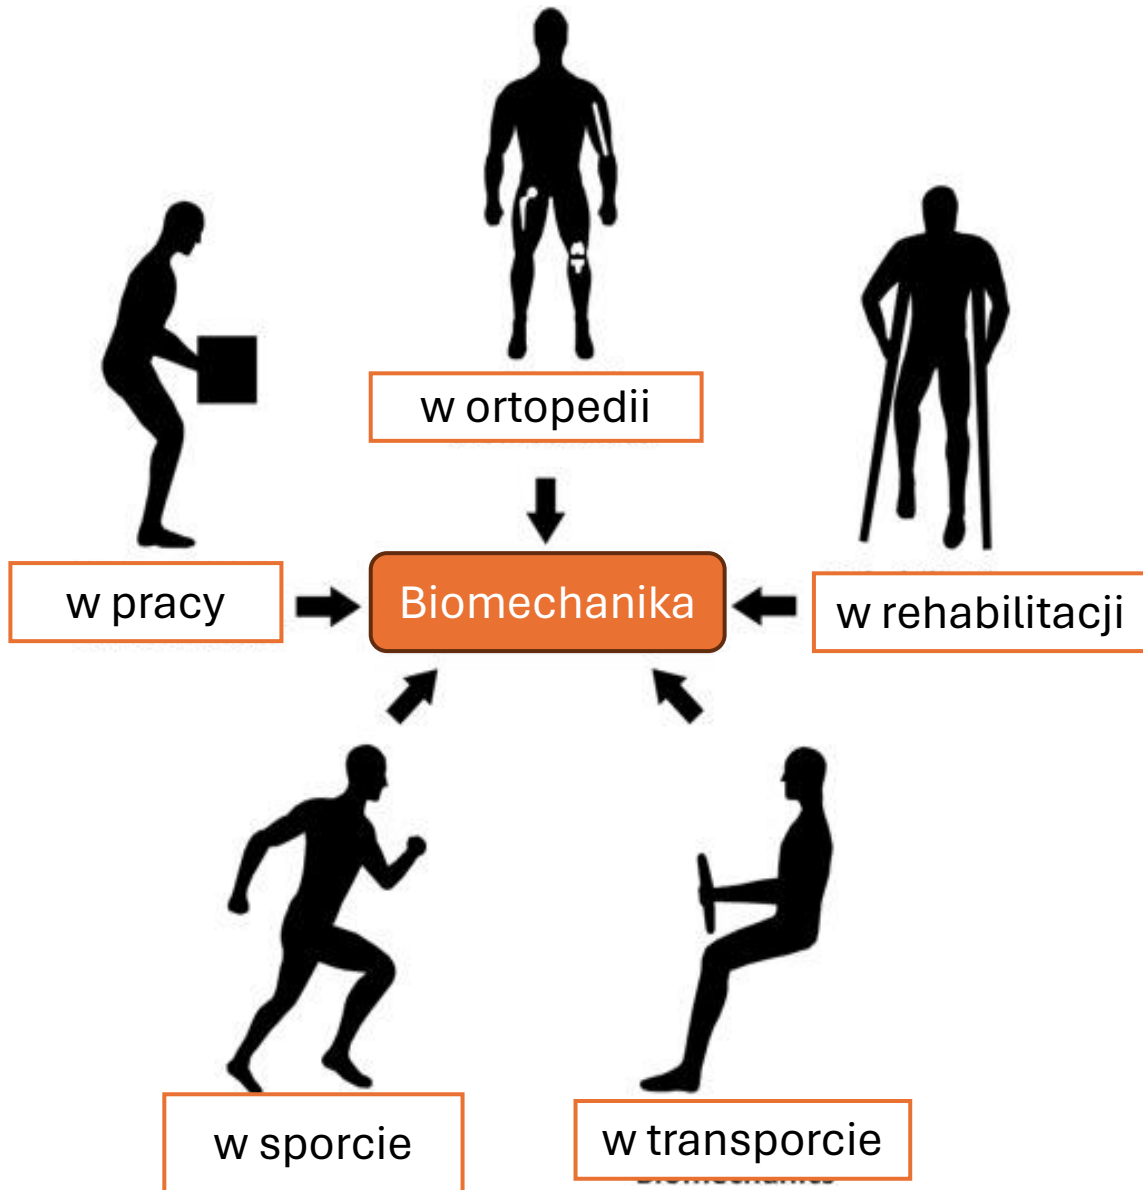 w ortopedii
w pracy
Biomechanika
w rehabilitacji
w sporcie
w transporcie